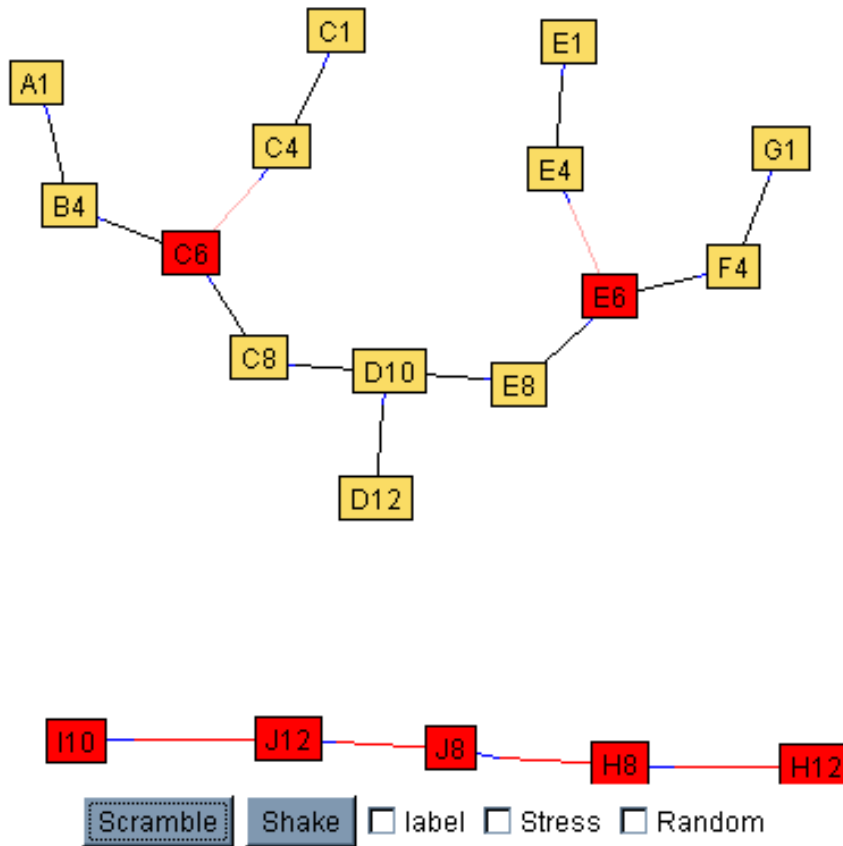 C1
E1
A1
C4
G1
E4
B4
C6
F4
E6
C8
D10
E8
D12
I10 J12 J8 H8 H12
Scramble Shake label Stress Random